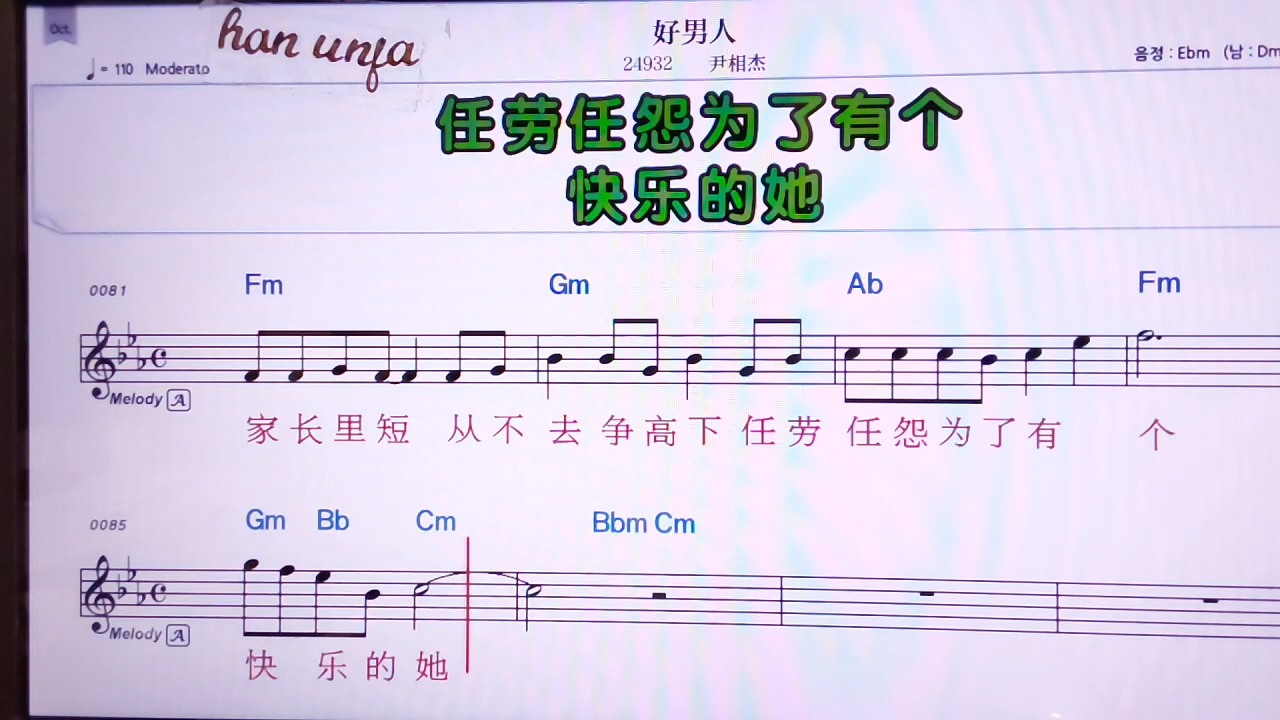 Oct.
han unfa
好男人
♩= 110 Moderato
24932 尹相杰
음정 : Ebm (남 : Dm
任劳任怨为了有个
快乐的她
0081
Fm Gm Ab Fm
Melody A
家长里短 从不去争高下任劳任怨为了有 个
0085
Gm Bb Cm Bbm Cm
Melody A
快 乐的她